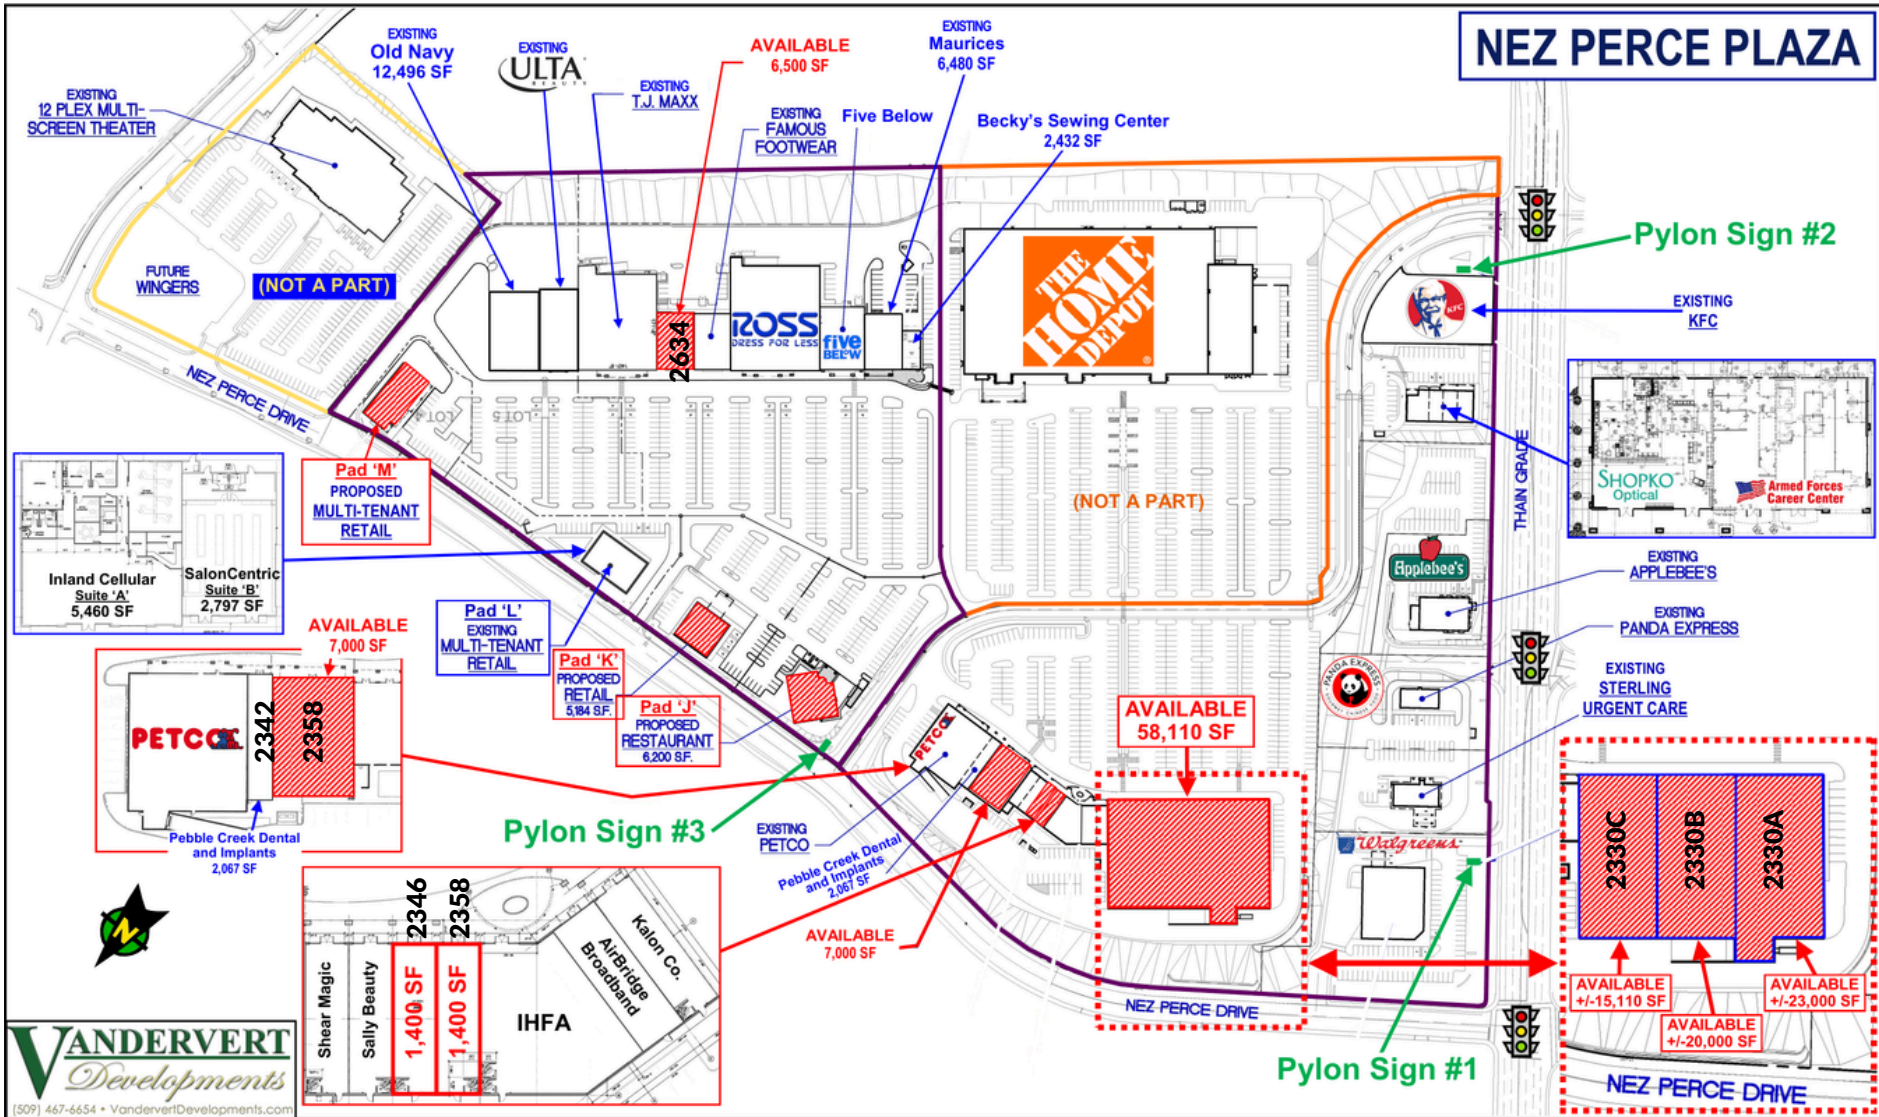 NEZ PERCE PLAZA
EXISTING
Old Navy
12,496 SF
EXISTING
ULTA
BEAUTY
EXISTING
T.J. MAXX
AVAILABLE
6,500 SF
EXISTING
FAMOUS
FOOTWEAR
Five Below
EXISTING
Maurices
6,480 SF
Becky's Sewing Center
2,432 SF
EXISTING
12 PLEX MULTI-
SCREEN THEATER
FUTURE
WINGERS
(NOT A PART)
NEZ PERCE DRIVE
2634
ROSS
DRESS FOR LESS
five
BELOW
THE
HOME
DEPOT
Pylon Sign #2
KFC
EXISTING
KFC
THAIN GRADE
SHOPKO
Optical
Armed Forces
Career Center
LOT 5
(NOT A PART)
Pad 'M'
PROPOSED
MULTI-TENANT
RETAIL
Inland Cellular
Suite 'A'
5,460 SF
SalonCentric
Suite 'B'
2,797 SF
Pad 'L'
EXISTING
MULTI-TENANT
RETAIL
Pad 'K'
PROPOSED
RETAIL
5,184 S.F.
Pad 'J'
PROPOSED
RESTAURANT
6,200 S.F.
Applebee's
EXISTING
APPLEBEE'S
EXISTING
PANDA EXPRESS
PANDA EXPRESS
GOURMET CHINESE FOOD
EXISTING
STERLING
URGENT CARE
AVAILABLE
7,000 SF
PETCO
2342
2358
Pebble Creek Dental
and Implants
2,067 SF
Pylon Sign #3
PETCO
EXISTING
PETCO
Pebble Creek Dental
and Implants
2,067 SF
AVAILABLE
7,000 SF
AVAILABLE
58,110 SF
Walgreens
2330C
2330B
2330A
AVAILABLE
+/-15,110 SF
AVAILABLE
+/-20,000 SF
AVAILABLE
+/-23,000 SF
NEZ PERCE DRIVE
NEZ PERCE DRIVE
Pylon Sign #1
N
2346
2358
Shear Magic
Sally Beauty
1,400 SF
1,400 SF
IHFA
AirBridge
Broadband
Kalon Co.
VANDERVERT
Developments
(509) 467-6654 • VandervertDevelopments.com